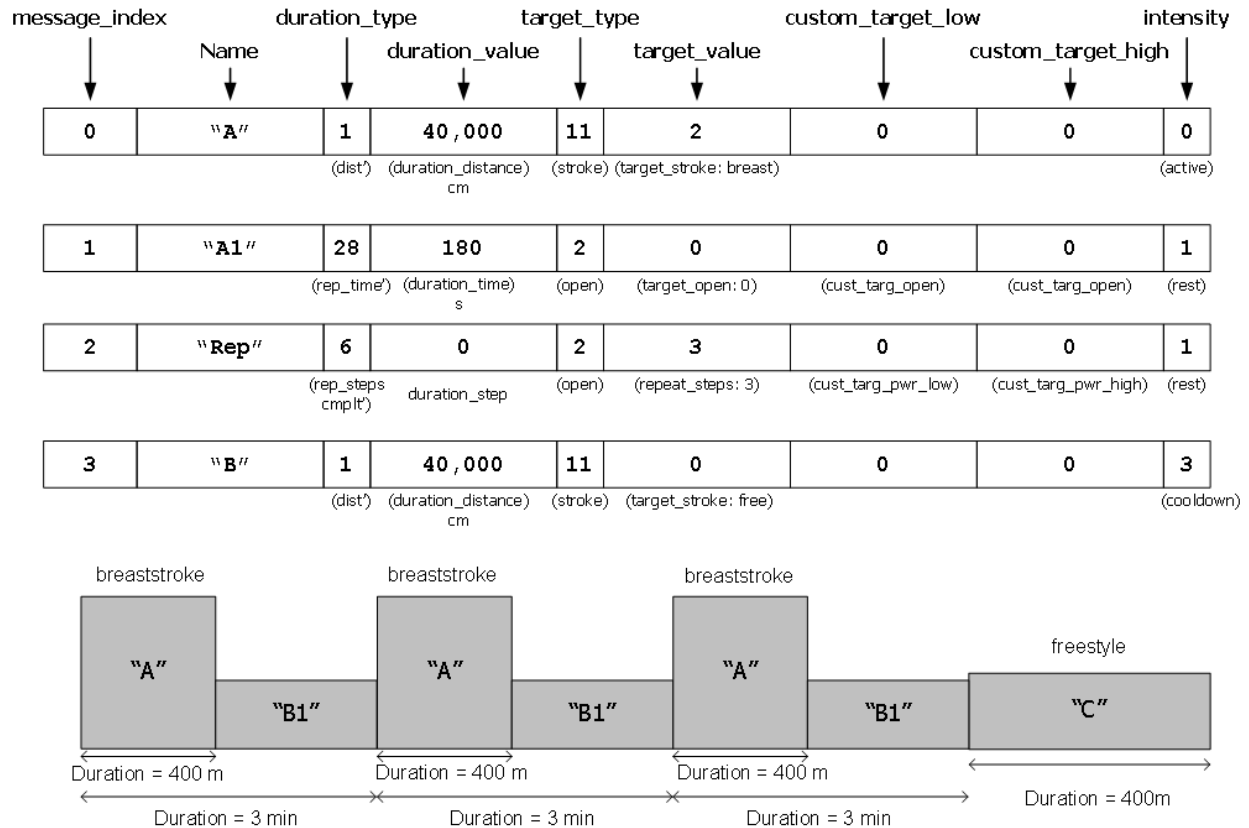 message_index duration_type target_type custom_target_low intensity
Name duration_value target_value custom_target_high
0 “A” 1 40,000 11 2 0 0 0
(dist’) (duration_distance) (stroke) (target_stroke: breast) (active)
cm
1 “A1” 28 180 2 0 0 0 1
(rep_time’) (duration_time) (open) (target_open: 0) (cust_targ_open) (cust_targ_open) (rest)
s
2 “Rep” 6 0 2 3 0 0 1
(rep_steps duration_step (open) (repeat_steps: 3) (cust_targ_pwr_low) (cust_targ_pwr_high) (rest)
cmplt’)
3 “B” 1 40,000 11 0 0 0 3
(dist’) (duration_distance) (stroke) (target_stroke: free) (cooldown)
cm
breaststroke breaststroke breaststroke
freestyle
“A” “A” “A”
“B1” “B1” “B1” “C”
Duration = 400 m Duration = 400 m Duration = 400 m
Duration = 400m
Duration = 3 min Duration = 3 min Duration = 3 min